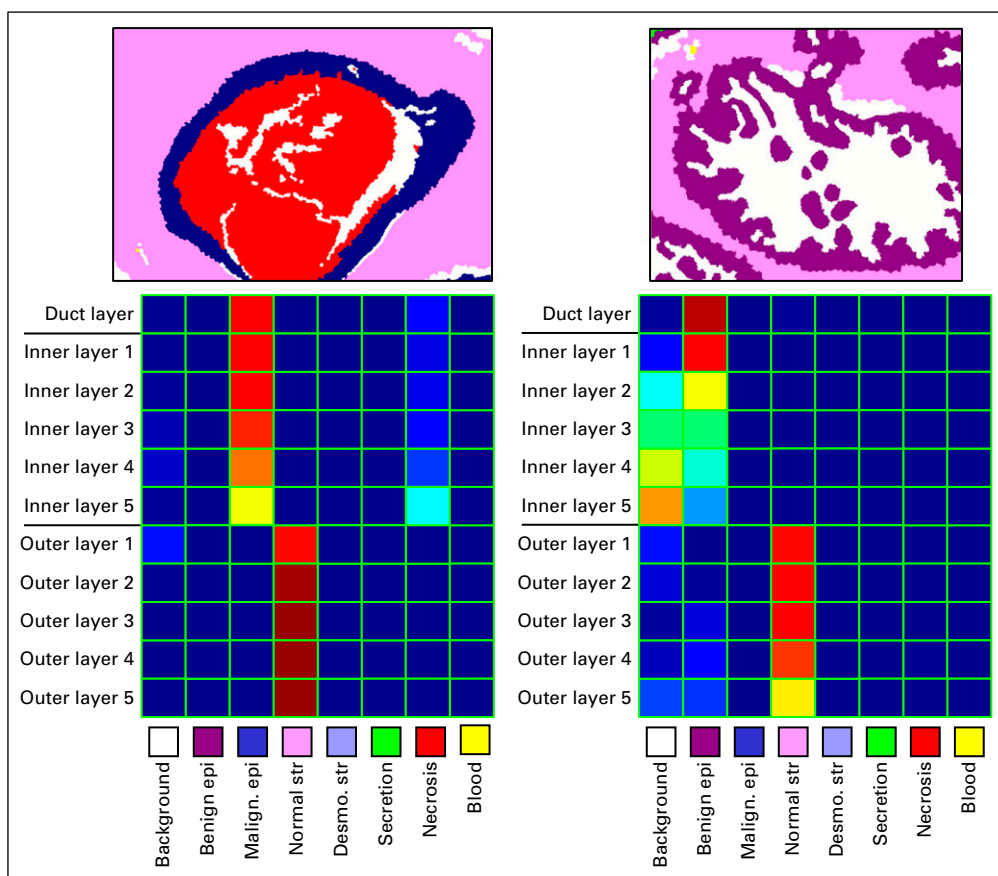 Duct layer
Inner layer 1
Inner layer 2
Inner layer 3
Inner layer 4
Inner layer 5
Outer layer 1
Outer layer 2
Outer layer 3
Outer layer 4
Outer layer 5
Background
Benign epi
Malign. epi
Normal str
Desmo. str
Secretion
Necrosis
Blood
Duct layer
Inner layer 1
Inner layer 2
Inner layer 3
Inner layer 4
Inner layer 5
Outer layer 1
Outer layer 2
Outer layer 3
Outer layer 4
Outer layer 5
Background
Benign epi
Malign. epi
Normal str
Desmo. str
Secretion
Necrosis
Blood